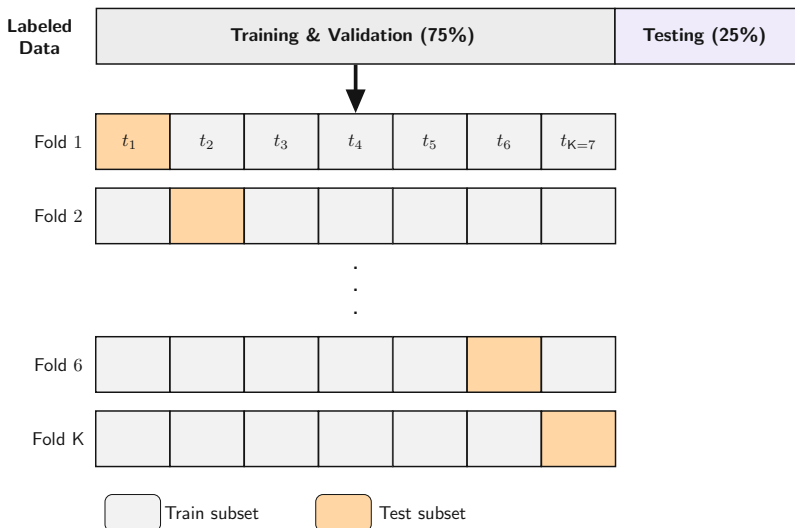 Labeled Data
Training & Validation (75%)
Testing (25%)
Fold 1
t₁
t₂
t₃
t₄
t₅
t₆
t_K=7
Fold 2
.
.
.
Fold 6
Fold K
Train subset
Test subset